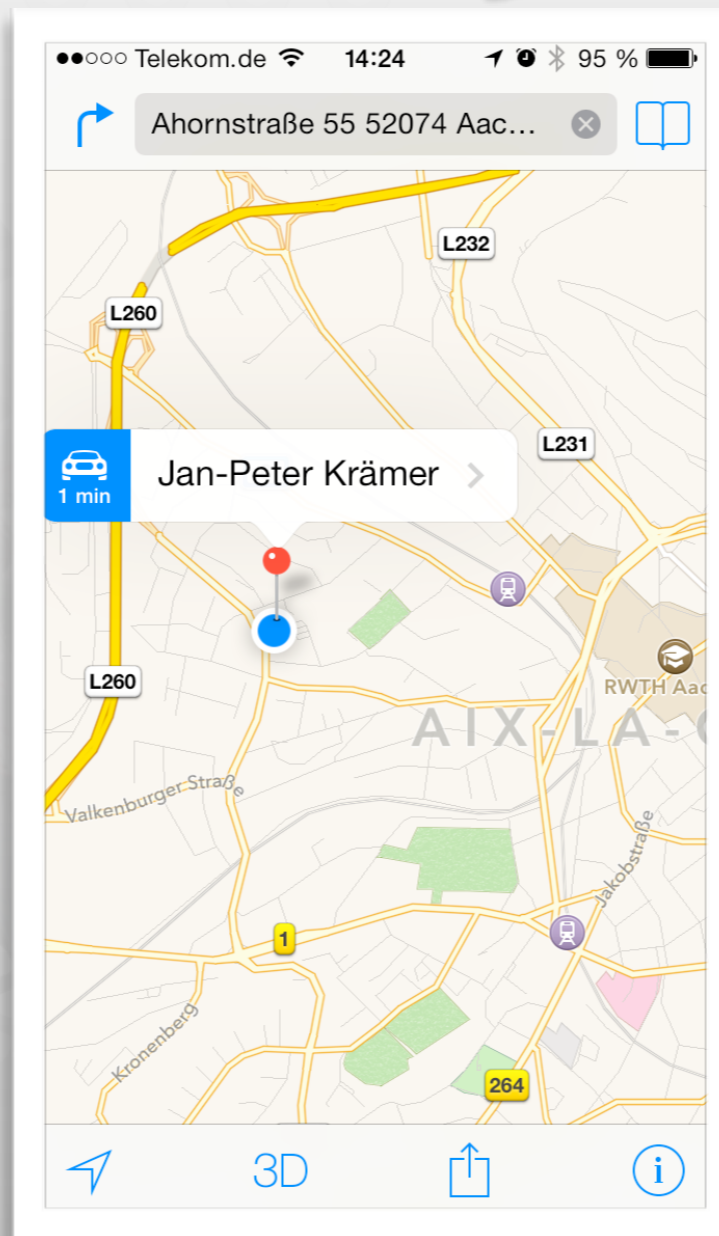 Telekom.de 14:24 95 %
Ahornstraße 55 52074 Aac...
L232
L260
L231
1 min
Jan-Peter Krämer
L260
RWTH Aac
AIX-LA-C
Valkenburger Straße
Jakobstraße
1
Kronenberg
264
3D
i